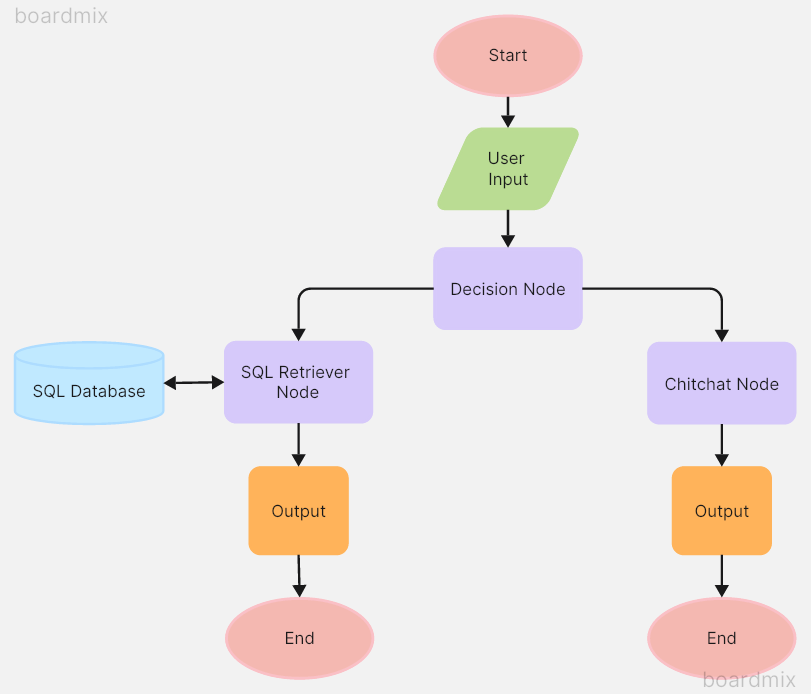 boardmix
Start
User
Input
Decision Node
SQL Database
SQL Retriever
Node
Chitchat Node
Output
Output
End
End
boardmix